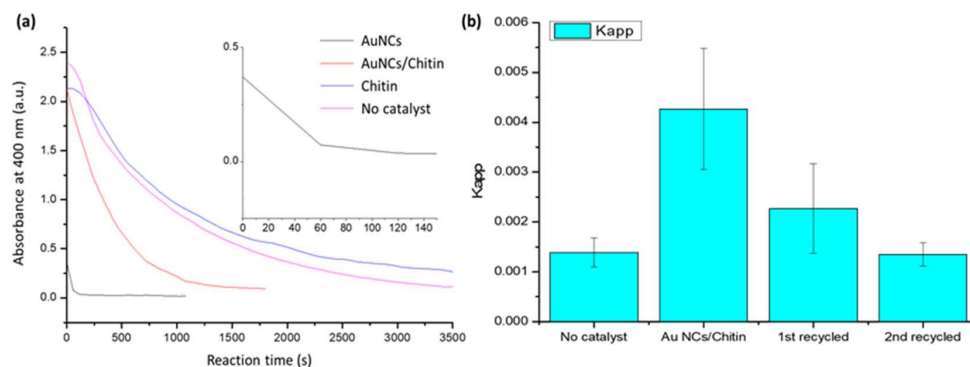 (a)
AuNCs
AuNCs/Chitin
Chitin
No catalyst
Absorbance at 400 nm (a.u.)
2.5
2.0
1.5
1.0
0.5
0.0
0 500 1000 1500 2000 2500 3000 3500
Reaction time (s)
0.5
0.0
0 20 40 60 80 100 120 140
(b)
Kapp
Kapp
0.006
0.005
0.004
0.003
0.002
0.001
0.000
No catalyst Au NCs/Chitin 1st recycled 2nd recycled